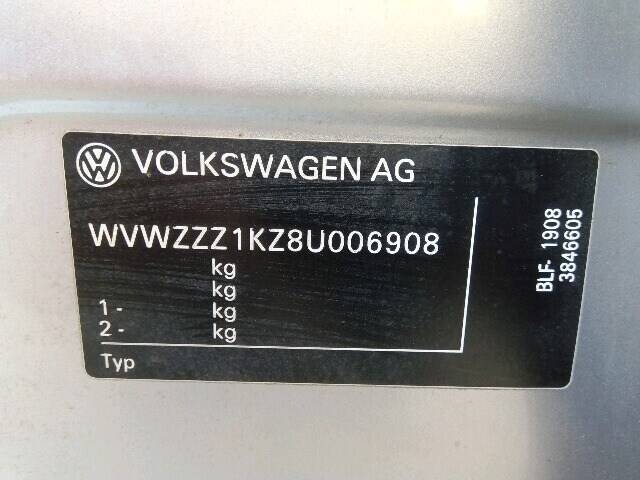 VOLKSWAGEN AG
WVWZZZ1KZ8U006908
kg
kg
1 - kg
2 - kg
Typ
BLF- 1908
3846605